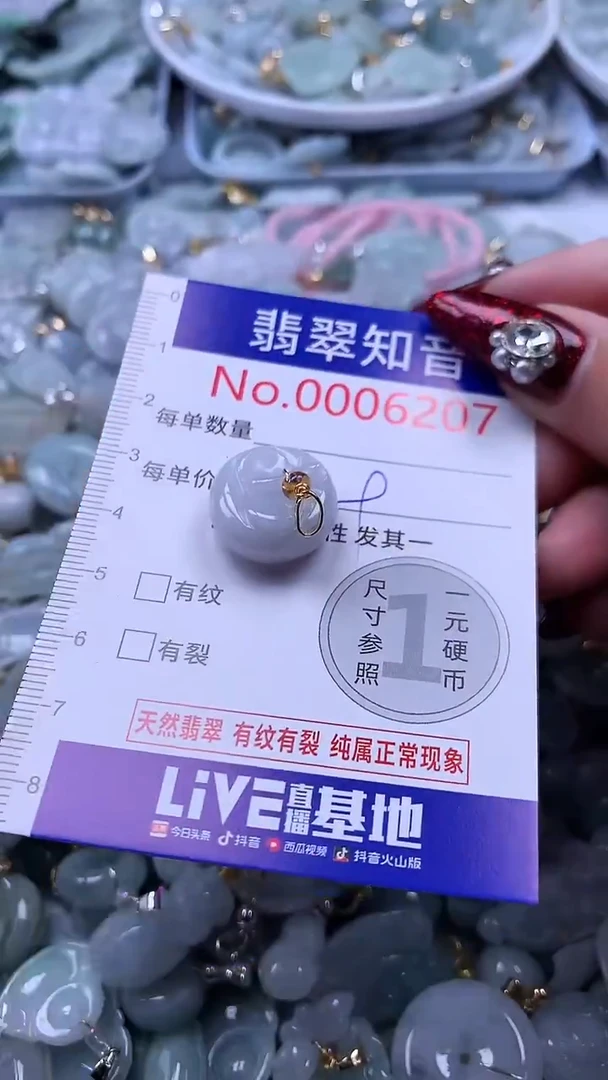 翡翠知音
No.0006207
每单数量
每单价
性 发其一
有纹
有裂
尺寸参照
1
一元硬币
天然翡翠 有纹有裂 纯属正常现象
LiVE直播基地
今日头条 抖音 西瓜视频 抖音火山版
0
1
2
3
4
5
6
7
8